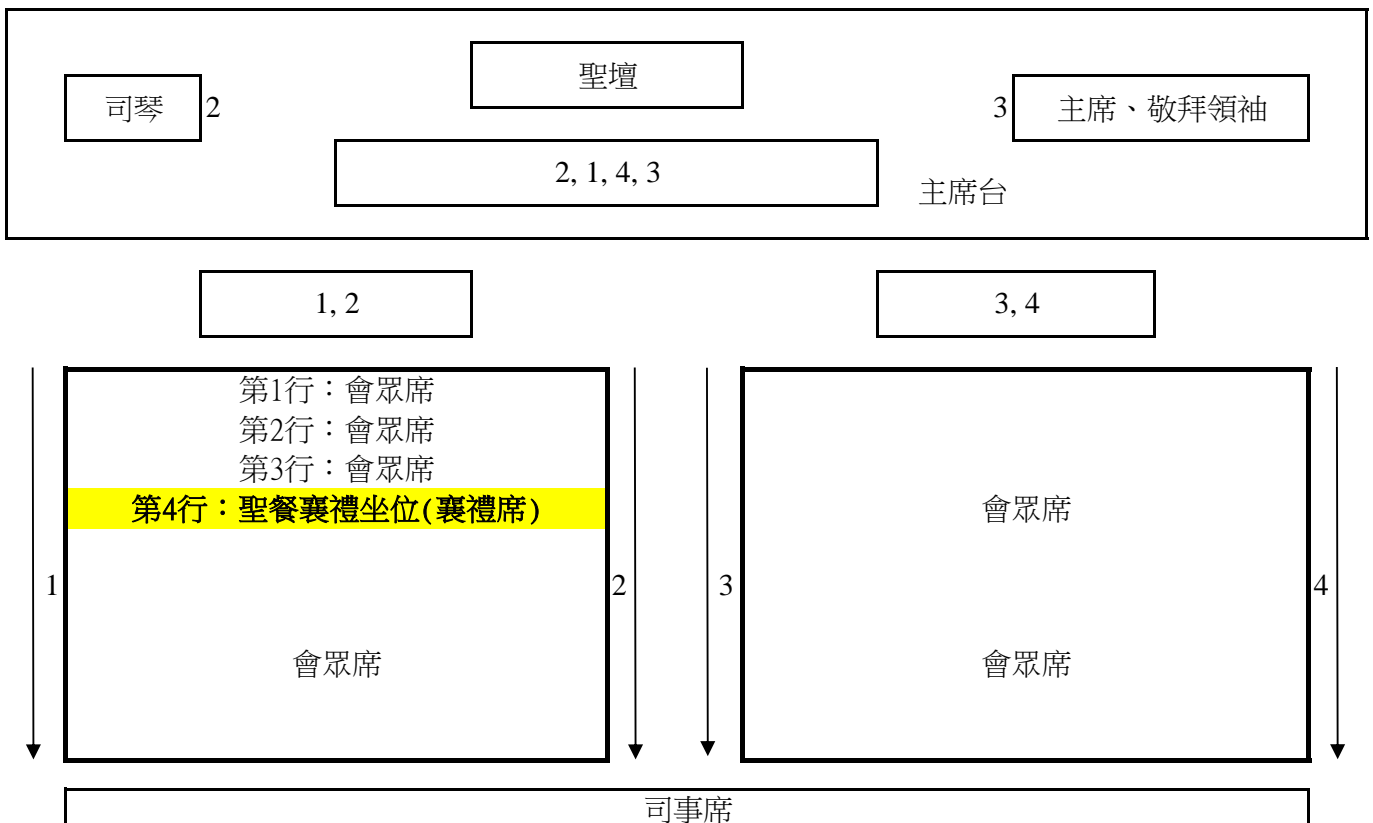 聖壇
司琴 2
3 主席、敬拜領袖
2, 1, 4, 3
主席台
1, 2
3, 4
第1行：會眾席
第2行：會眾席
第3行：會眾席
第4行：聖餐襄禮坐位(襄禮席)
會眾席
1
2
3
4
會眾席
會眾席
司事席